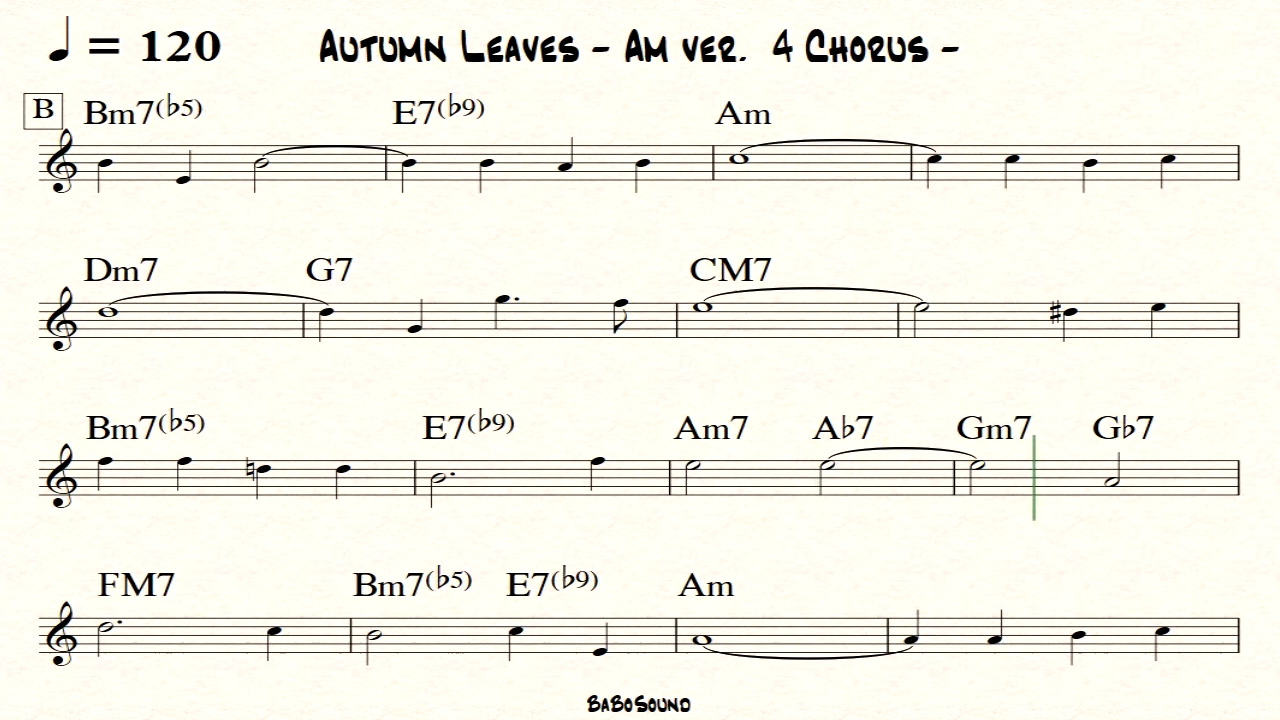 ♩ = 120 AUTUMN LEAVES - AM VER. 4 CHORUS -
B Bm7(♭5) E7(♭9) Am
Dm7 G7 CM7
Bm7(♭5) E7(♭9) Am7 A♭7 Gm7 G♭7
FM7 Bm7(♭5) E7(♭9) Am
BABOSOUND